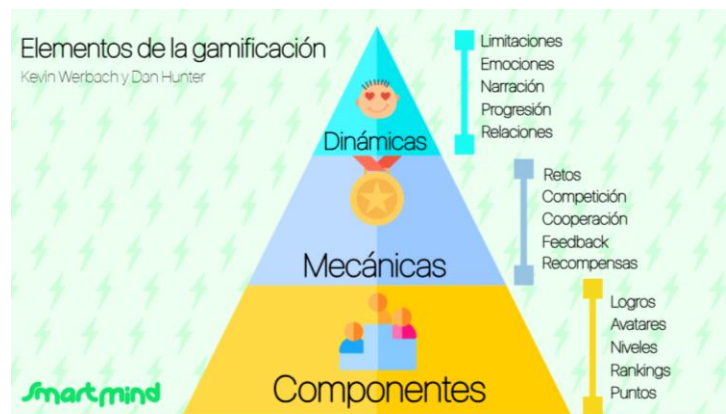 Elementos de la gamificación
Kevin Werbach y Dan Hunter
Dinámicas
Limitaciones
Emociones
Narración
Progresión
Relaciones
Mecánicas
Retos
Competición
Cooperación
Feedback
Recompensas
Componentes
Logros
Avatares
Niveles
Rankings
Puntos
smartmind